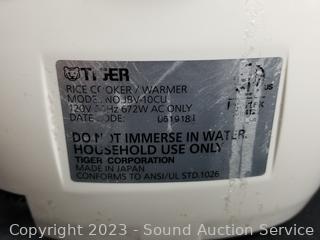 TIGER
RICE COOKER / WARMER
MODEL NO. JBV-10CU
120V 60Hz 672W AC ONLY
DATE CODE:
US
DO NOT IMMERSE IN WATER.
HOUSEHOLD USE ONLY
TIGER CORPORATION
MADE IN JAPAN
CONFORMS TO ANSI/UL STD.1026
Copyright © 2023 - Sound Auction Service